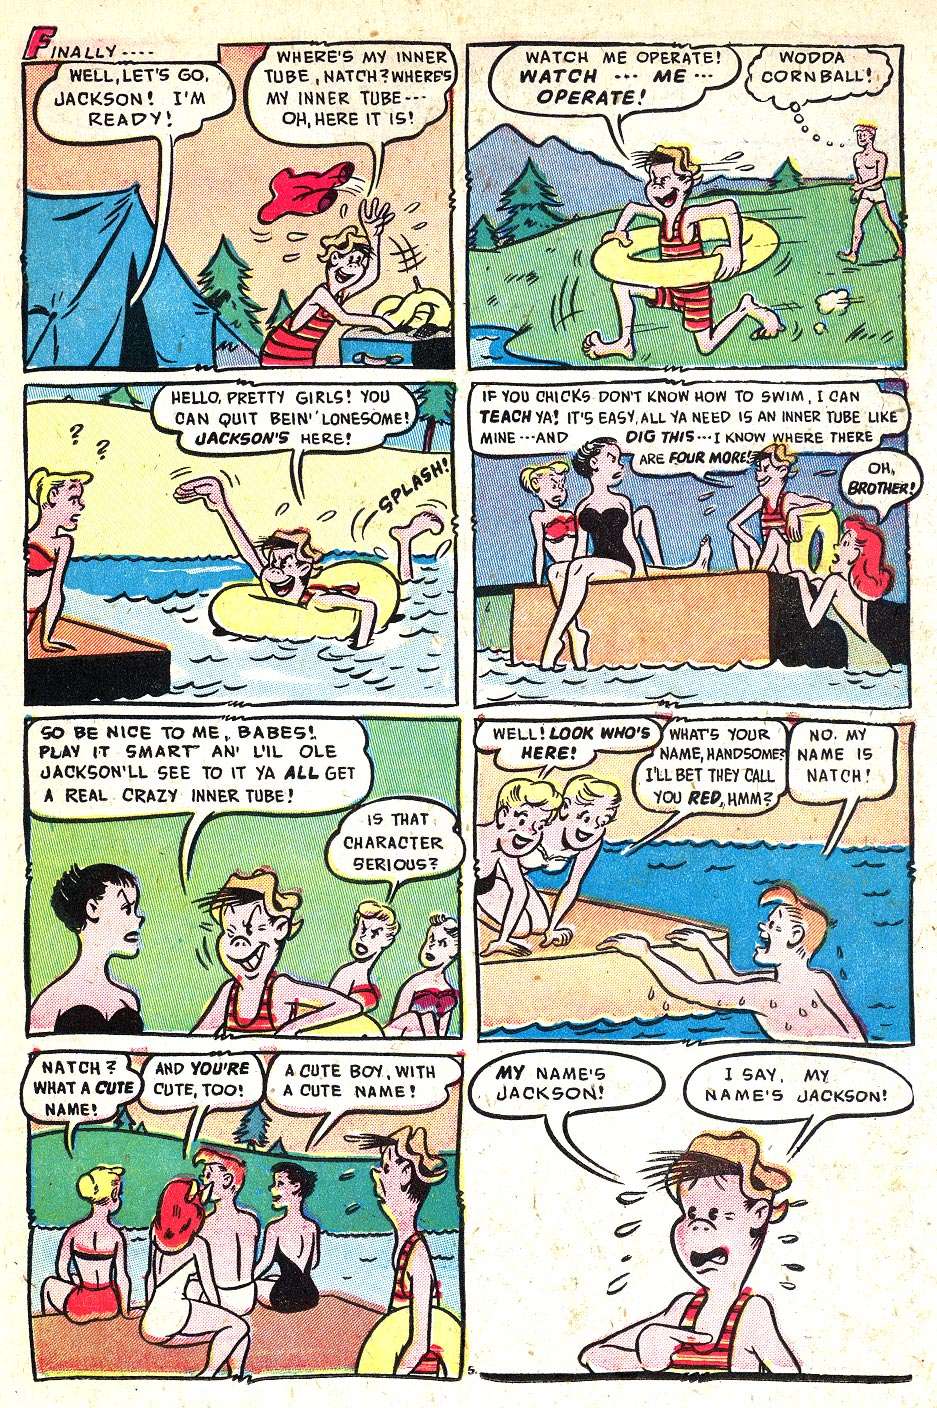 FINALLY----
WELL, LET'S GO,
JACKSON! I'M
READY!
WHERE'S MY INNER
TUBE, NATCH? WHERE'S
MY INNER TUBE---
OH, HERE IT IS!
WATCH ME OPERATE!
WATCH --- ME ---
OPERATE!
WODDA
CORNBALL!
HELLO, PRETTY GIRLS! YOU
CAN QUIT BEIN' LONESOME!
JACKSON'S HERE!
?
?
SPLASH!
IF YOU CHICKS DON'T KNOW HOW TO SWIM, I CAN
TEACH YA! IT'S EASY, ALL YA NEED IS AN INNER TUBE LIKE
MINE---AND DIG THIS---I KNOW WHERE THERE
ARE FOUR MORE!
OH,
BROTHER!
SO BE NICE TO ME, BABES!
PLAY IT SMART AN' L'IL OLE
JACKSON'LL SEE TO IT YA ALL GET
A REAL CRAZY INNER TUBE!
IS THAT
CHARACTER
SERIOUS?
WELL! LOOK WHO'S
HERE!
WHAT'S YOUR
NAME, HANDSOME?
I'LL BET THEY CALL
YOU RED, HMM?
NO. MY
NAME IS
NATCH!
NATCH?
WHAT A CUTE
NAME!
AND YOU'RE
CUTE, TOO!
A CUTE BOY, WITH
A CUTE NAME!
MY NAME'S
JACKSON!
I SAY, MY
NAME'S JACKSON!
5